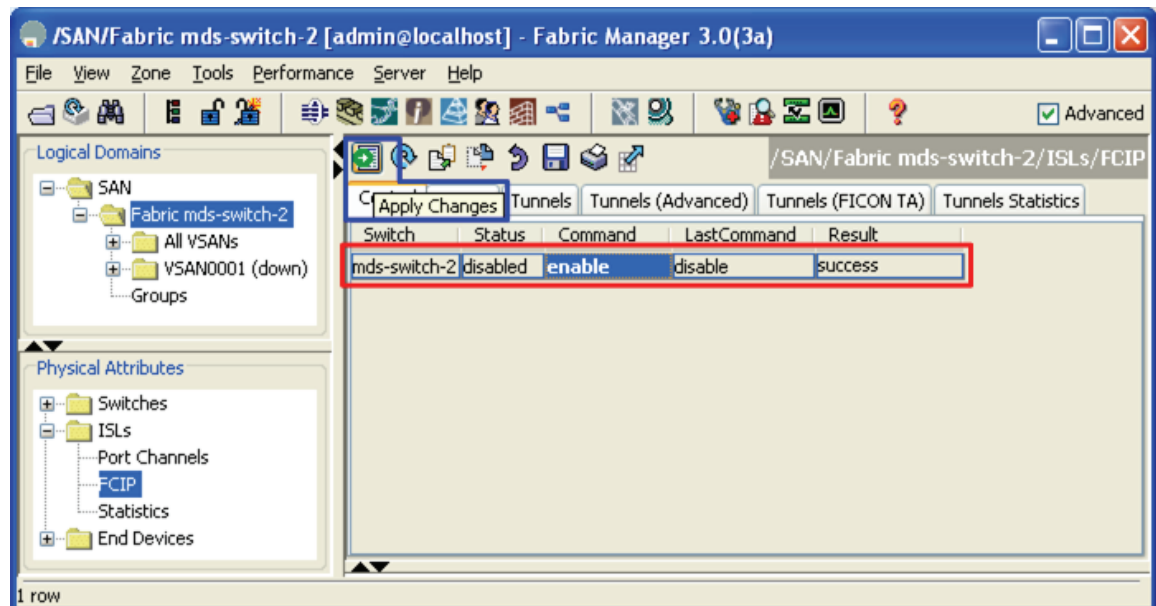 /SAN/Fabric mds-switch-2 [admin@localhost] - Fabric Manager 3.0(3a)
File View Zone Tools Performance Server Help
Advanced
Logical Domains
SAN
Fabric mds-switch-2
All VSANs
VSAN0001 (down)
Groups
Physical Attributes
Switches
ISLs
Port Channels
FCIP
Statistics
End Devices
/SAN/Fabric mds-switch-2/ISLs/FCIP
Apply Changes
Tunnels Tunnels (Advanced) Tunnels (FICON TA) Tunnels Statistics
Switch Status Command LastCommand Result
mds-switch-2 disabled enable disable success
1 row